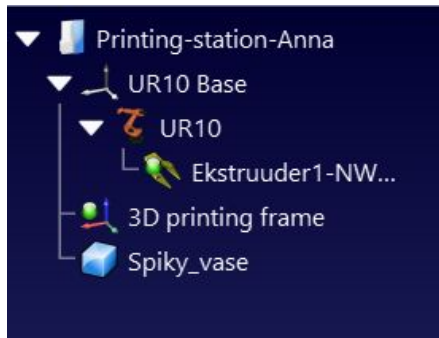 Printing-station-Anna
UR10 Base
UR10
Ekstruuder1-NW...
3D printing frame
Spiky_vase